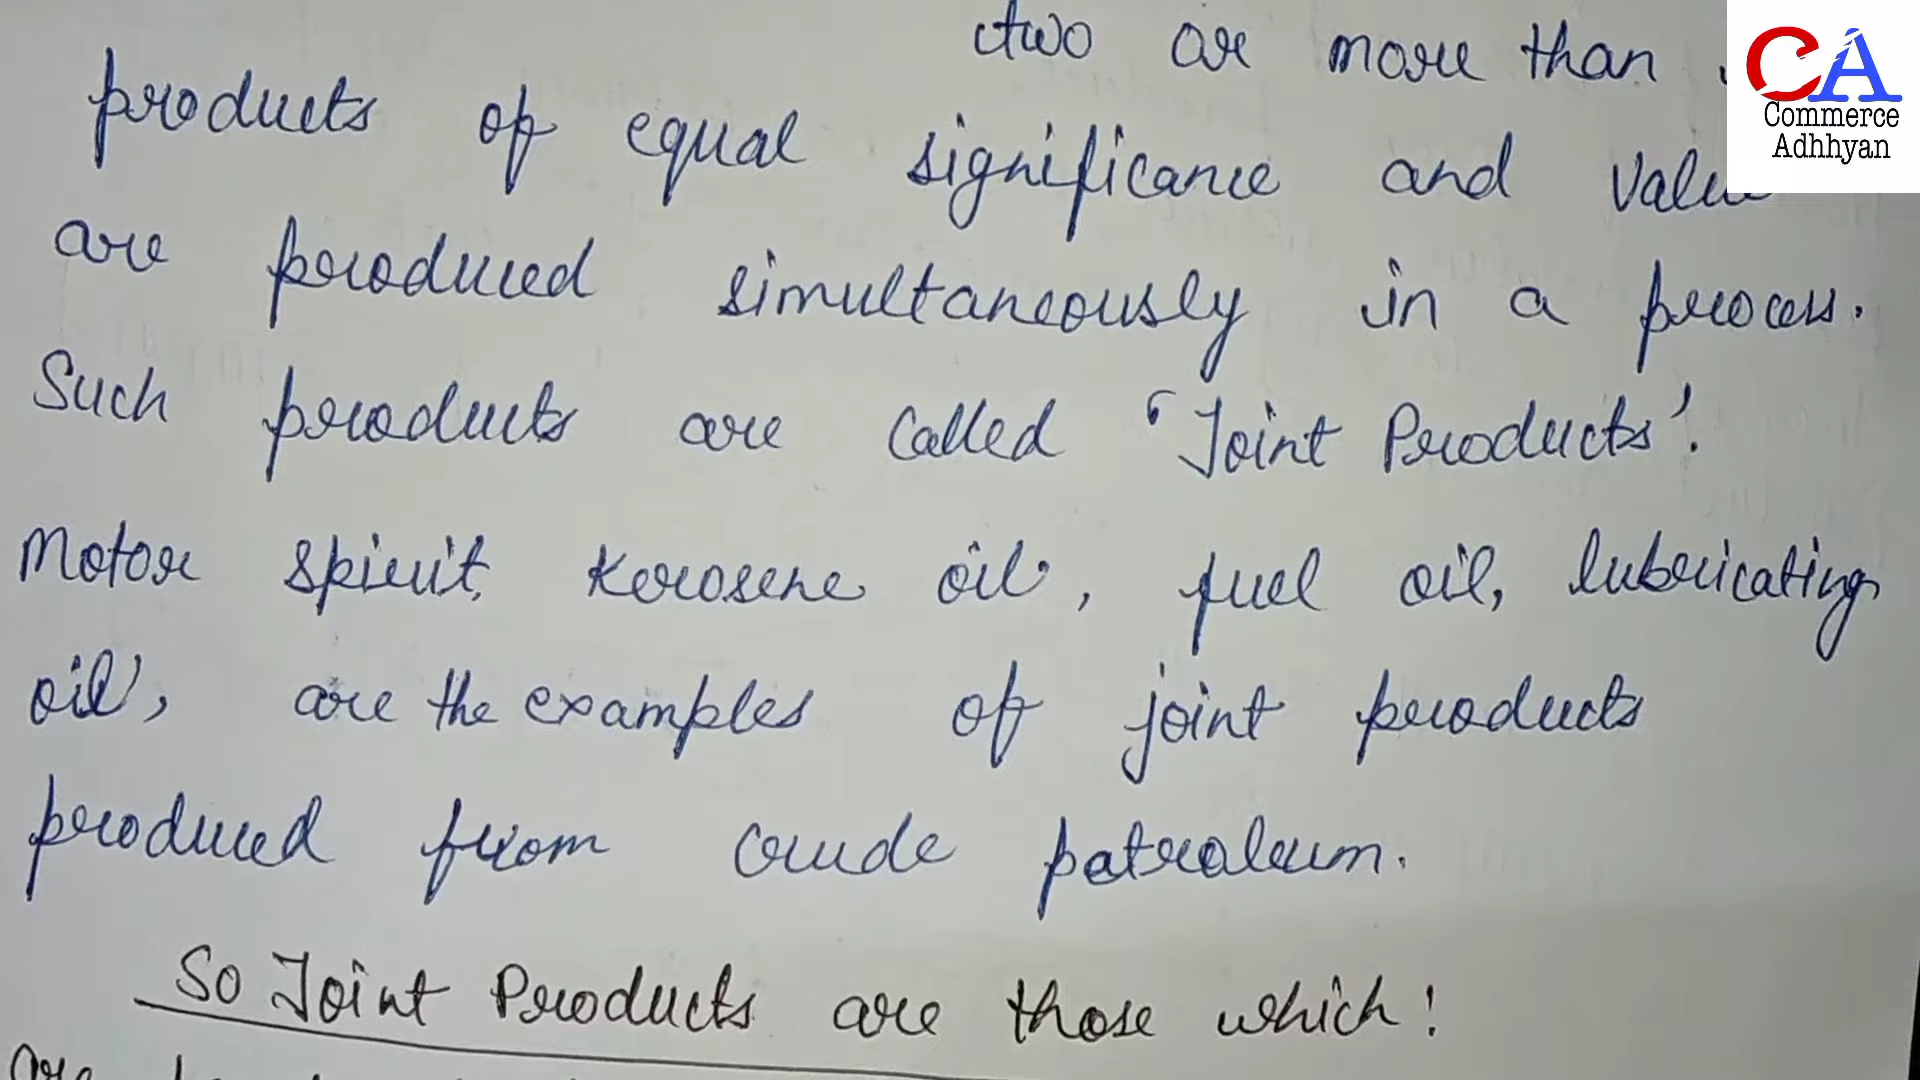 two or more than
products of equal significance and value
are produced simultaneously in a process.
Such products are called 'Joint Products'.
Motor spirit, Kerosene oil, fuel oil, lubricating
oil, are the examples of joint products
produced from crude patroleum.
So Joint Products are those which:
are
CA
Commerce
Adhhyan